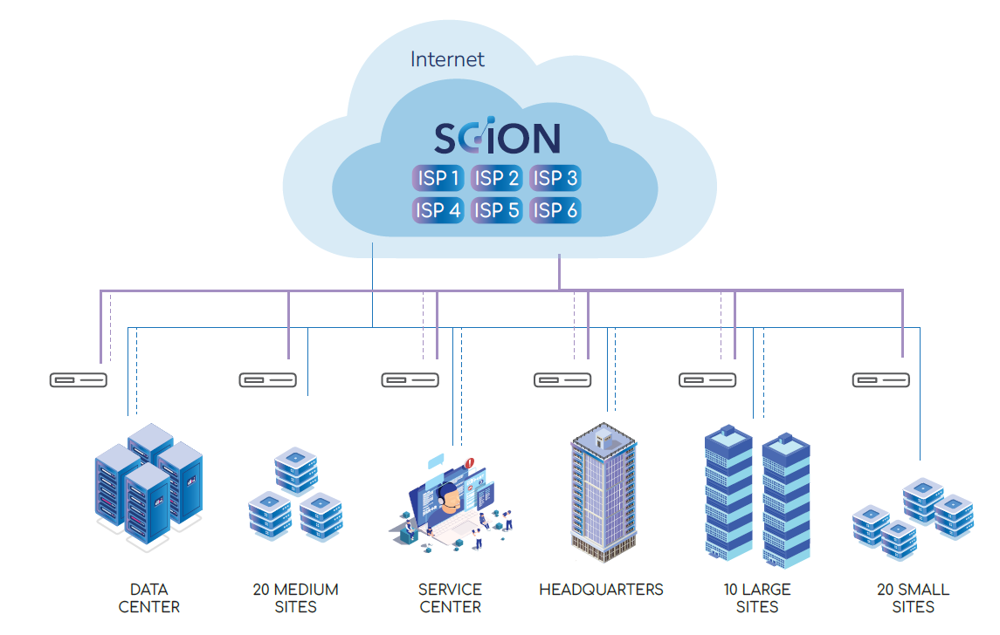 Internet
SCiON
ISP 1 ISP 2 ISP 3
ISP 4 ISP 5 ISP 6
DATA
CENTER
20 MEDIUM
SITES
SERVICE
CENTER
HEADQUARTERS
10 LARGE
SITES
20 SMALL
SITES